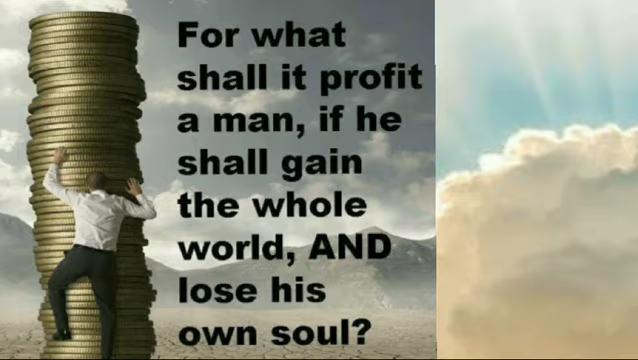 For what
shall it profit
a man, if he
shall gain
the whole
world, AND
lose his
own soul?